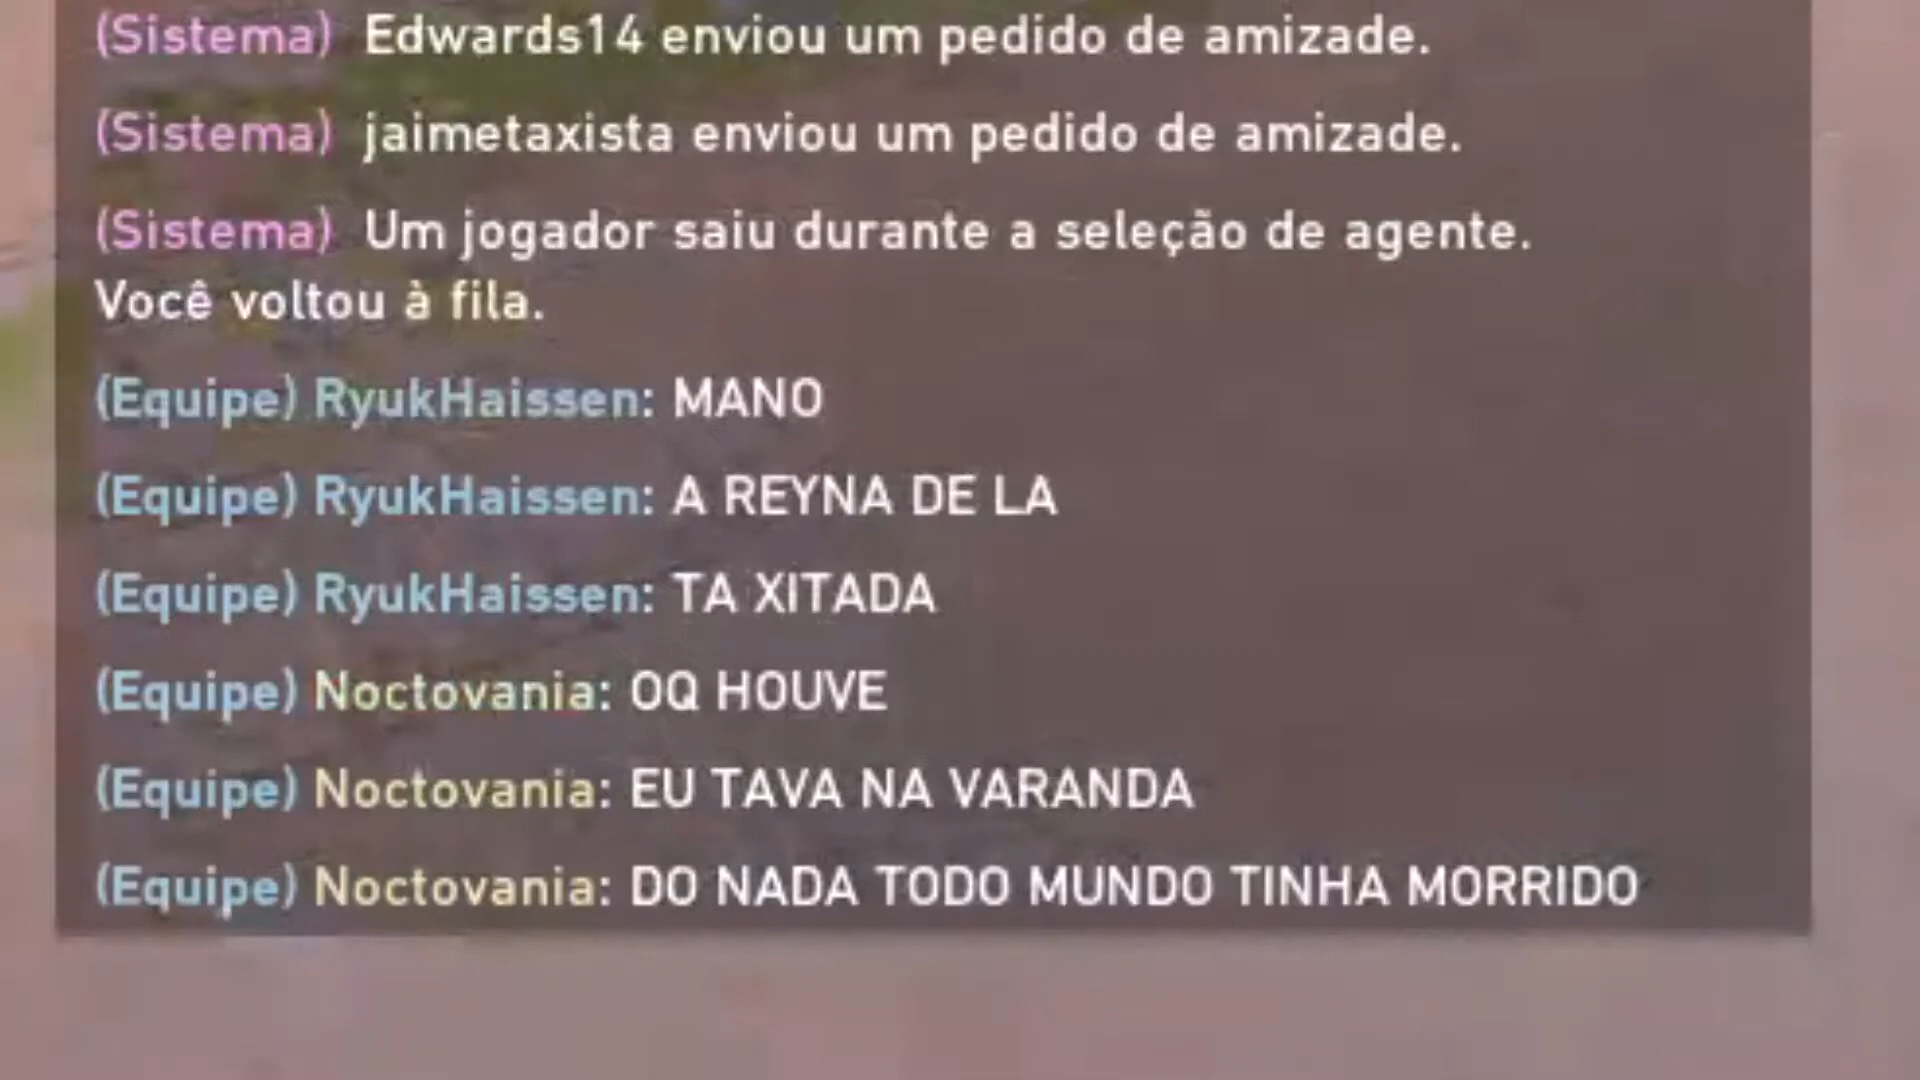 (Sistema) Edwards14 enviou um pedido de amizade.
(Sistema) jaimetaxista enviou um pedido de amizade.
(Sistema) Um jogador saiu durante a seleção de agente.
Você voltou à fila.
(Equipe) RyukHaissen: MANO
(Equipe) RyukHaissen: A REYNA DE LA
(Equipe) RyukHaissen: TA XITADA
(Equipe) Noctovania: OQ HOUVE
(Equipe) Noctovania: EU TAVA NA VARANDA
(Equipe) Noctovania: DO NADA TODO MUNDO TINHA MORRIDO